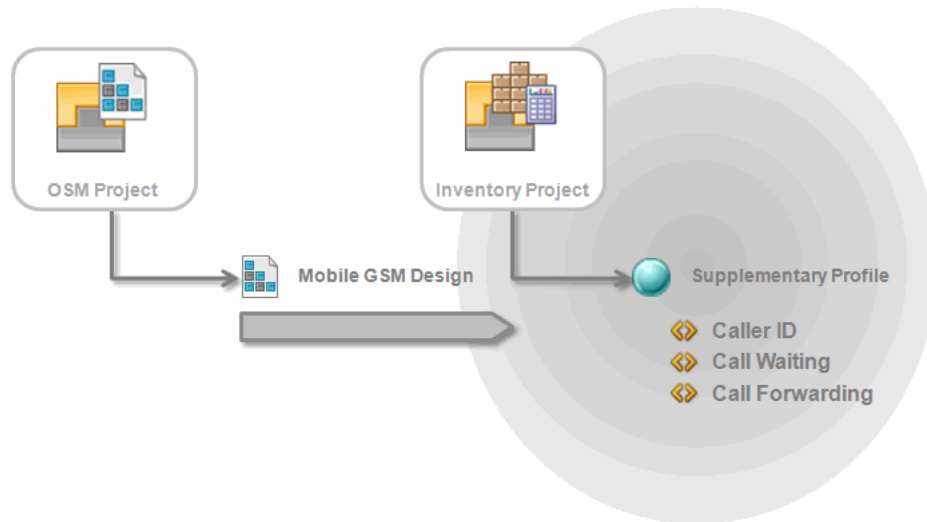 OSM Project
Inventory Project
Mobile GSM Design
Supplementary Profile
Caller ID
Call Waiting
Call Forwarding